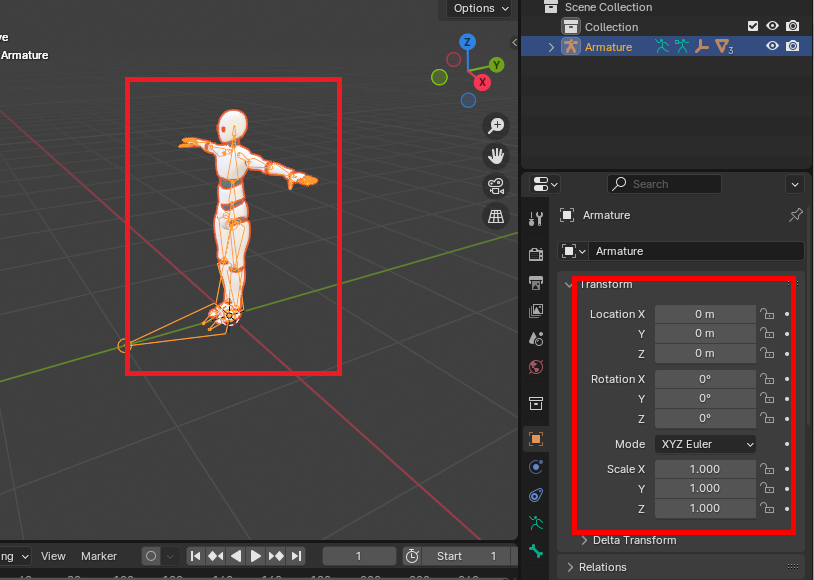 Options
ve
Armature
Z
Y
X
Scene Collection
Collection
Armature
3
Search
Armature
Armature
Transform
Location X 0 m
Y 0 m
Z 0 m
Rotation X 0°
Y 0°
Z 0°
Mode XYZ Euler
Scale X 1.000
Y 1.000
Z 1.000
Delta Transform
Relations
ng View Marker 1 Start 1